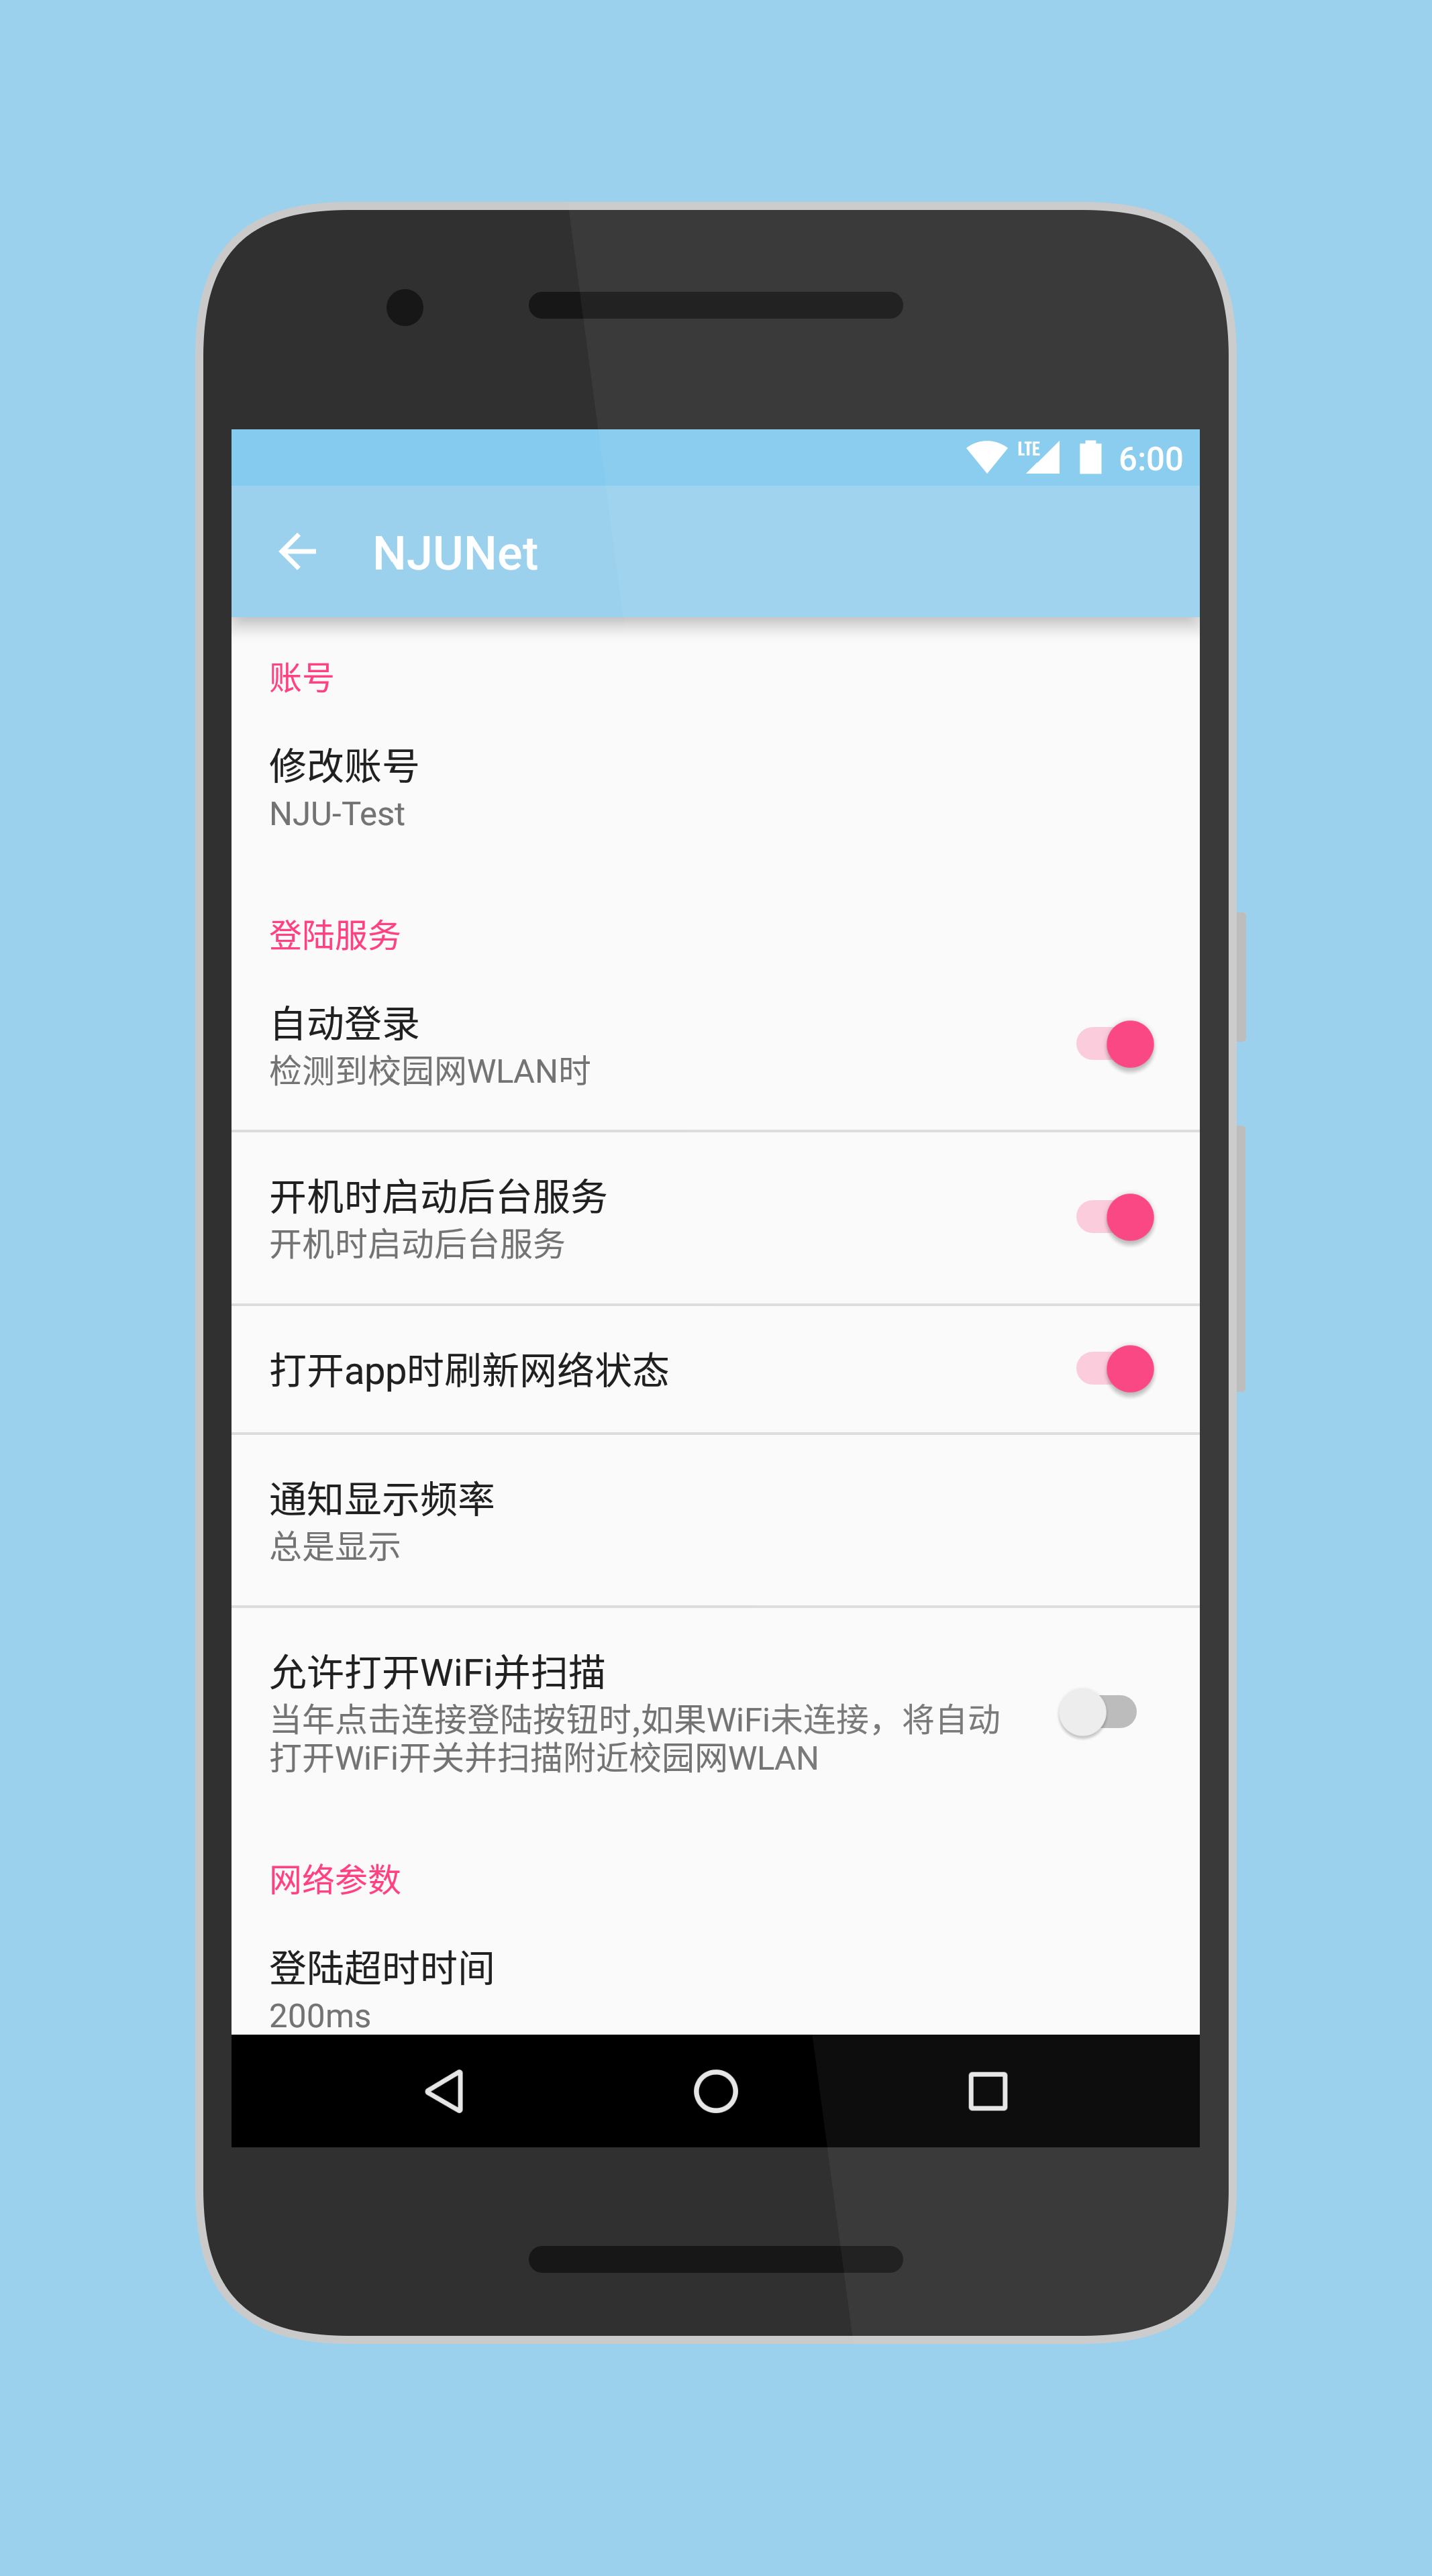 LTE 6:00
NJUNet
账号
修改账号
NJU-Test
登陆服务
自动登录
检测到校园网WLAN时
开机时启动后台服务
开机时启动后台服务
打开app时刷新网络状态
通知显示频率
总是显示
允许打开WiFi并扫描
当年点击连接登陆按钮时,如果WiFi未连接，将自动
打开WiFi开关并扫描附近校园网WLAN
网络参数
登陆超时时间
200ms